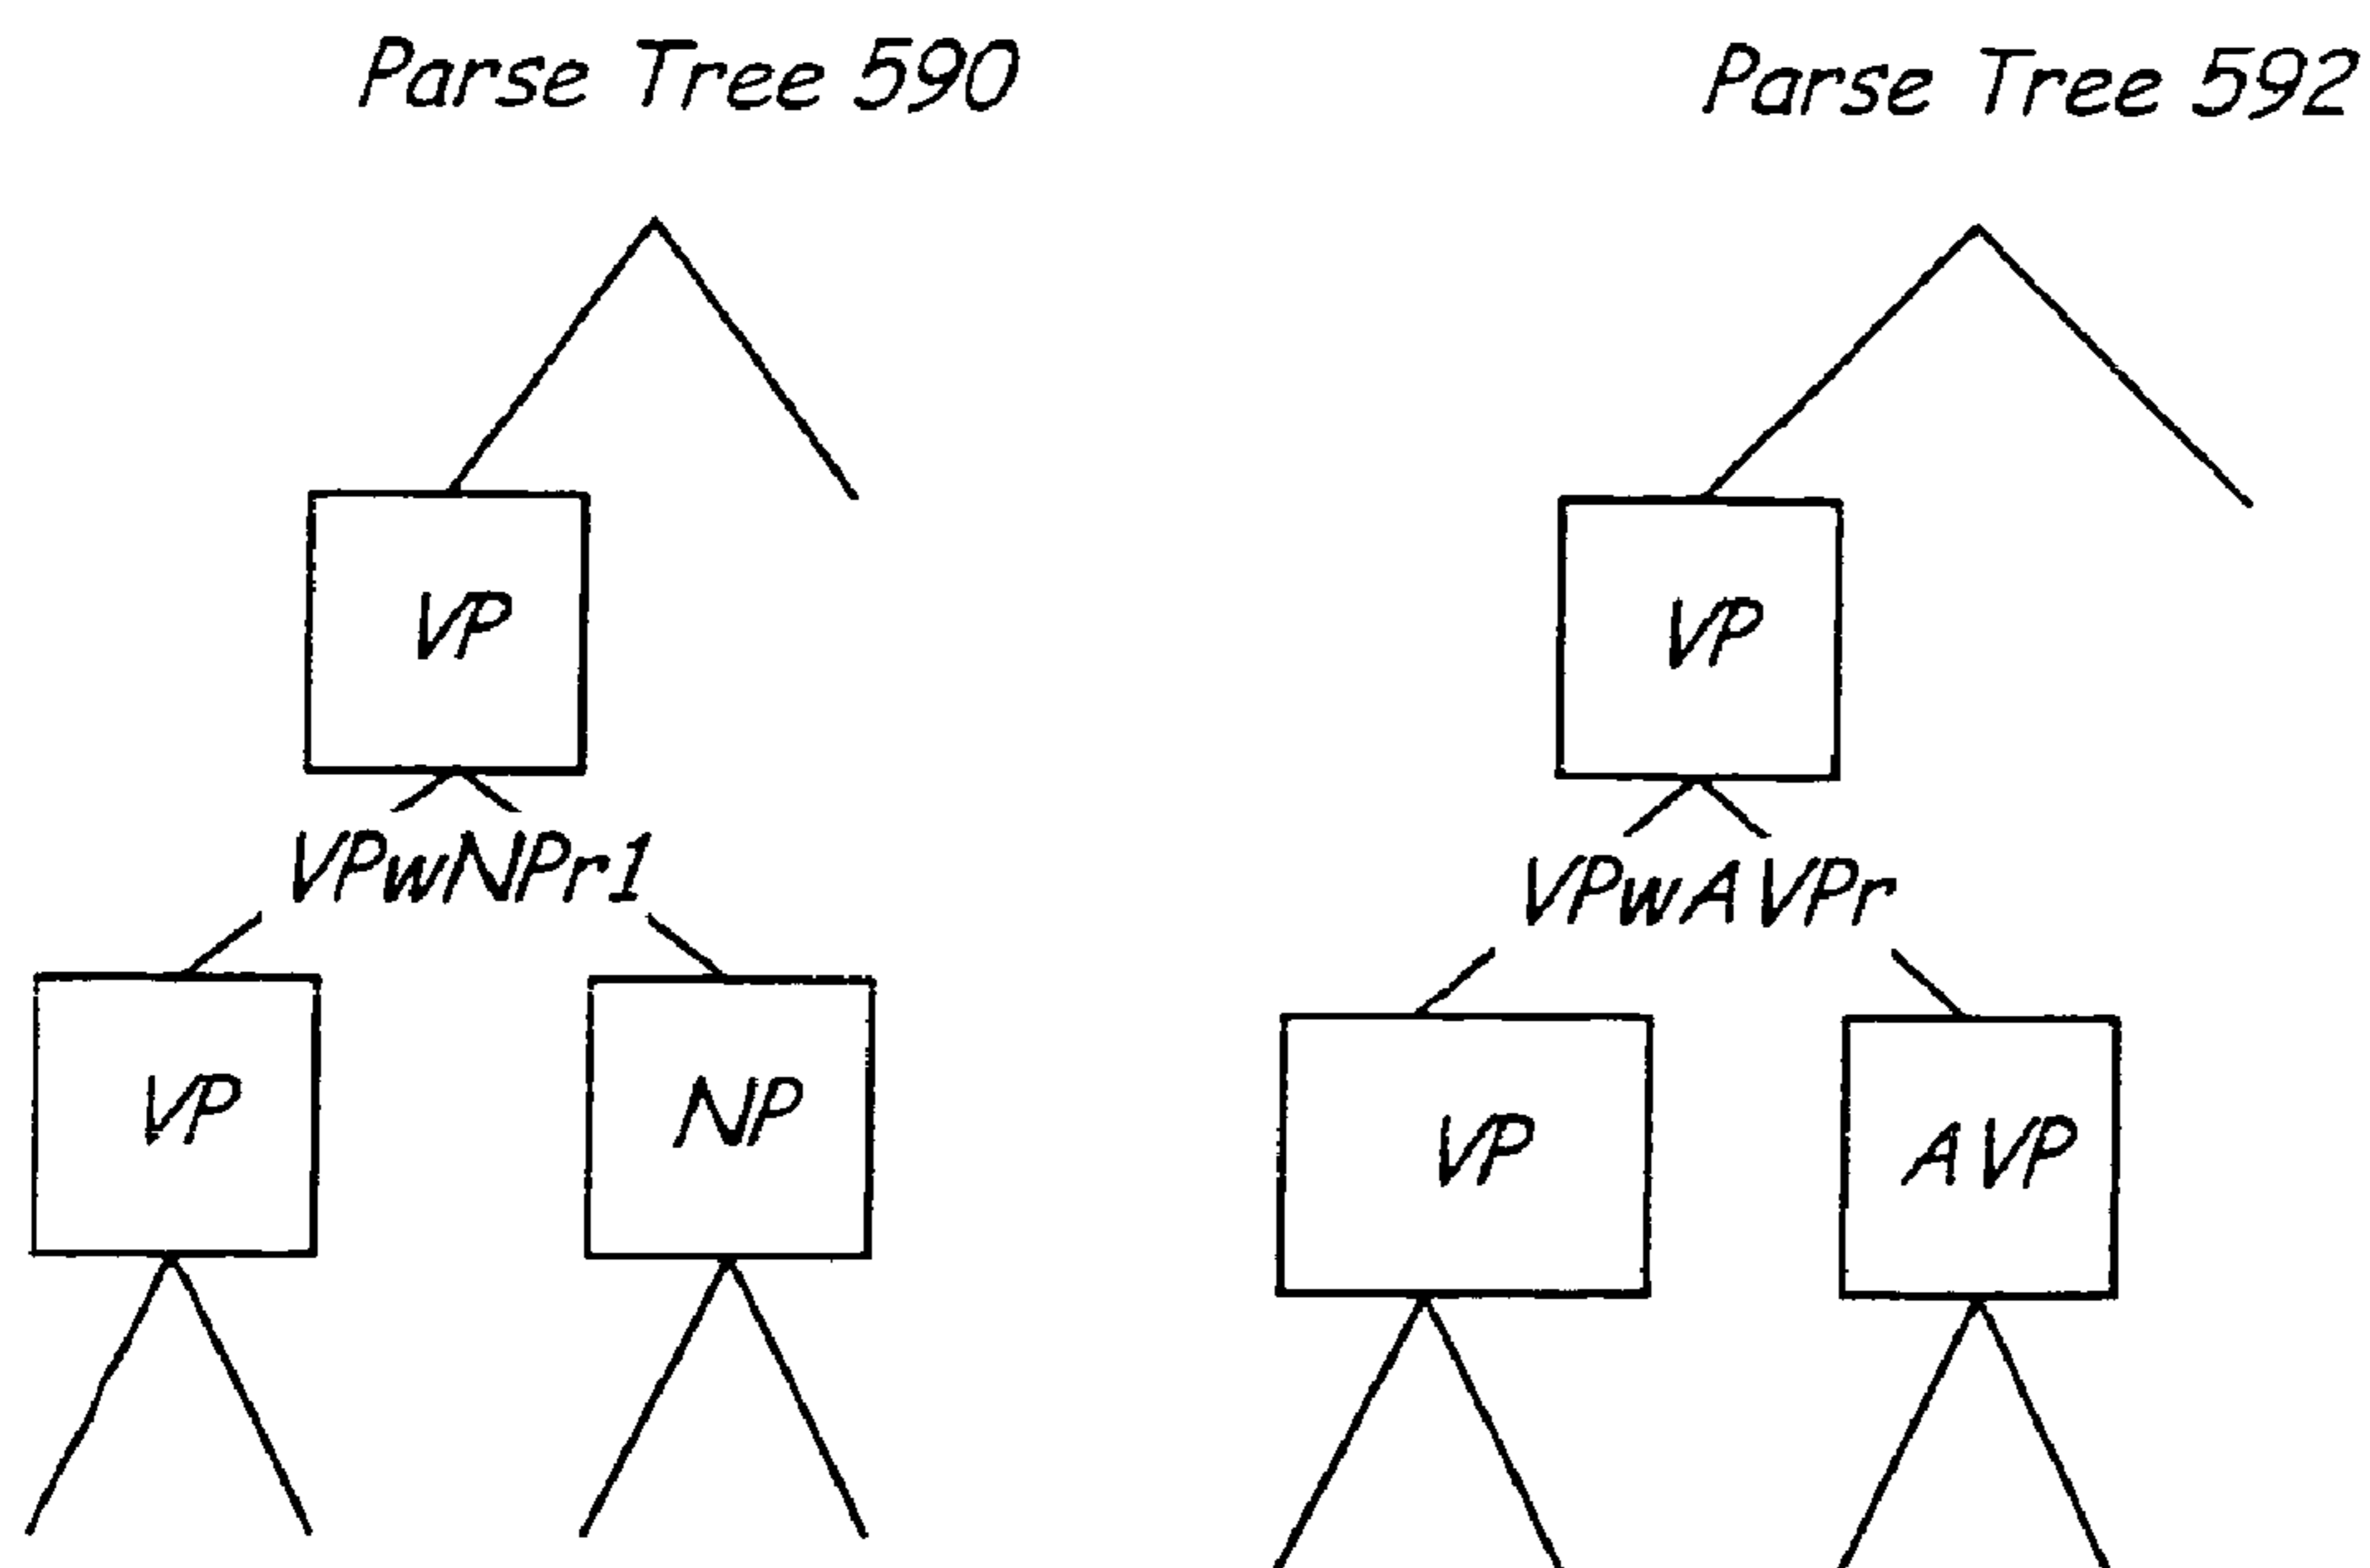 Parse Tree 590
Parse Tree 592
VP
VP
VPwNPr1
VPwAVPr
VP
NP
VP
AVP